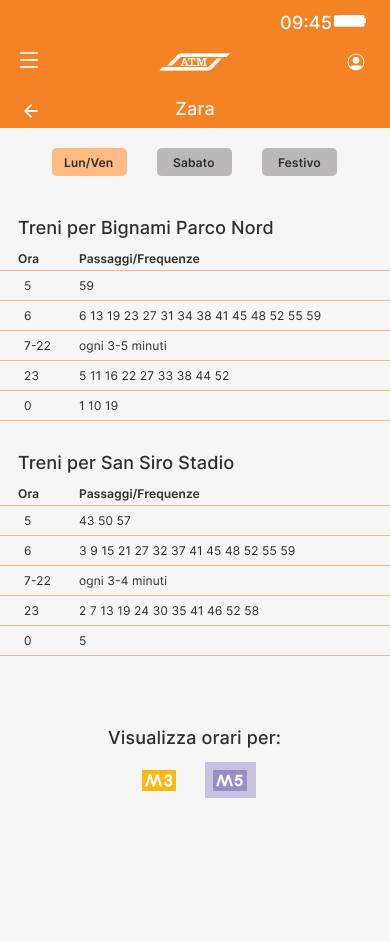 09:45
ATM
Zara
Lun/Ven Sabato Festivo
Treni per Bignami Parco Nord
Ora Passaggi/Frequenze
5 59
6 6 13 19 23 27 31 34 38 41 45 48 52 55 59
7-22 ogni 3-5 minuti
23 5 11 16 22 27 33 38 44 52
0 1 10 19
Treni per San Siro Stadio
Ora Passaggi/Frequenze
5 43 50 57
6 3 9 15 21 27 32 37 41 45 48 52 55 59
7-22 ogni 3-4 minuti
23 2 7 13 19 24 30 35 41 46 52 58
0 5
Visualizza orari per:
M3 M5